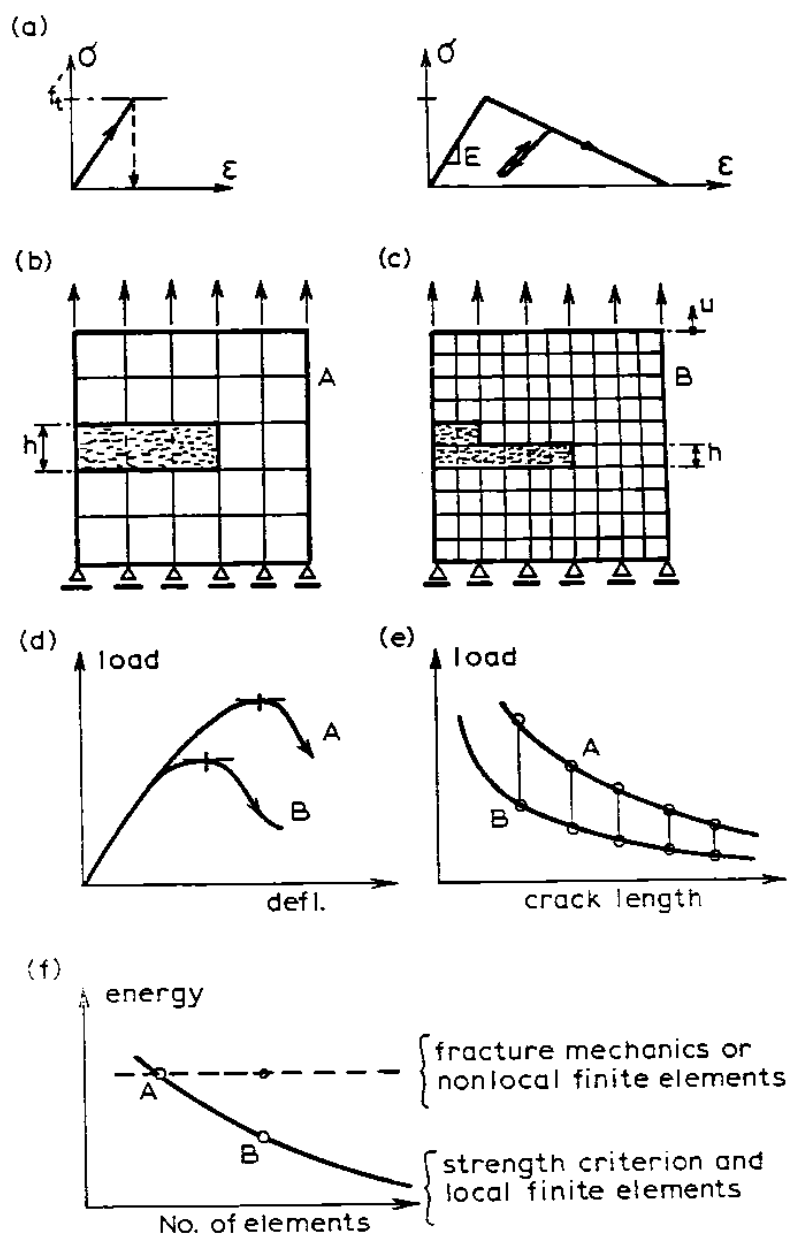 (a)
σ
f_t
ε
σ
E
ε
(b)
(c)
u
A
B
h
h
(d)
(e)
load
load
A
A
B
B
defl.
crack length
(f)
energy
fracture mechanics or
nonlocal finite elements
A
B
strength criterion and
local finite elements
No. of elements